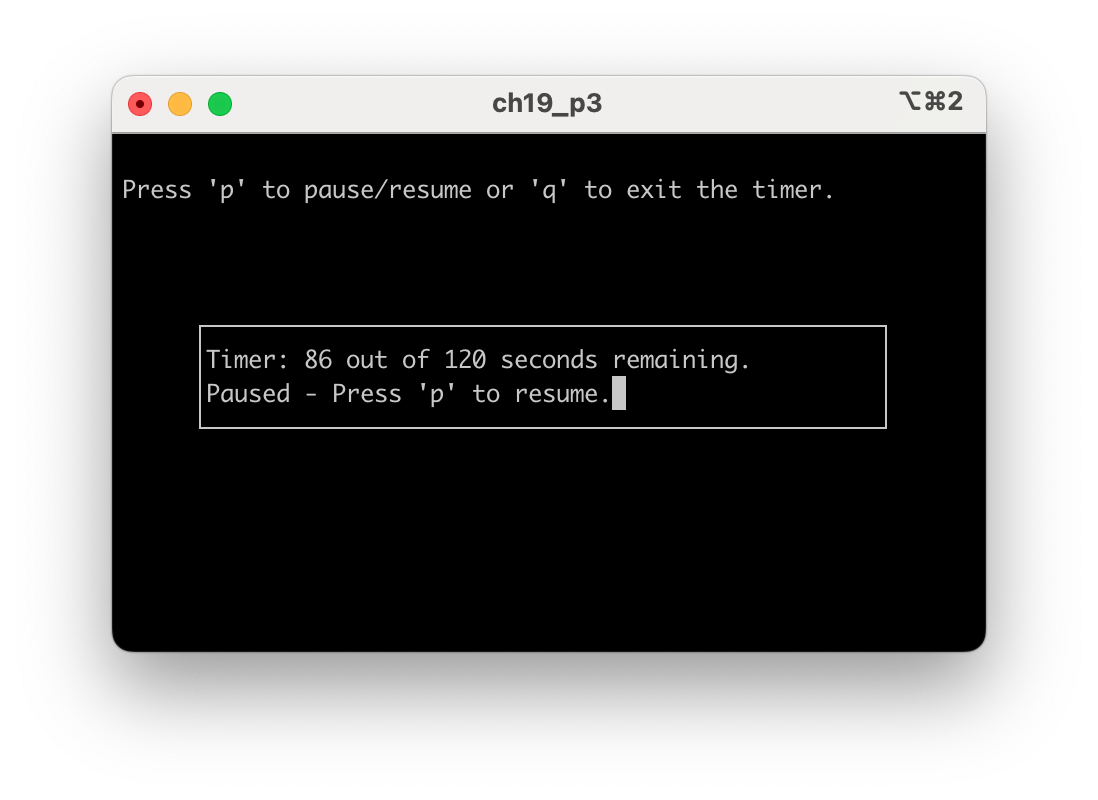 ch19_p3
⌥⌘2
Press 'p' to pause/resume or 'q' to exit the timer.
Timer: 86 out of 120 seconds remaining.
Paused - Press 'p' to resume.